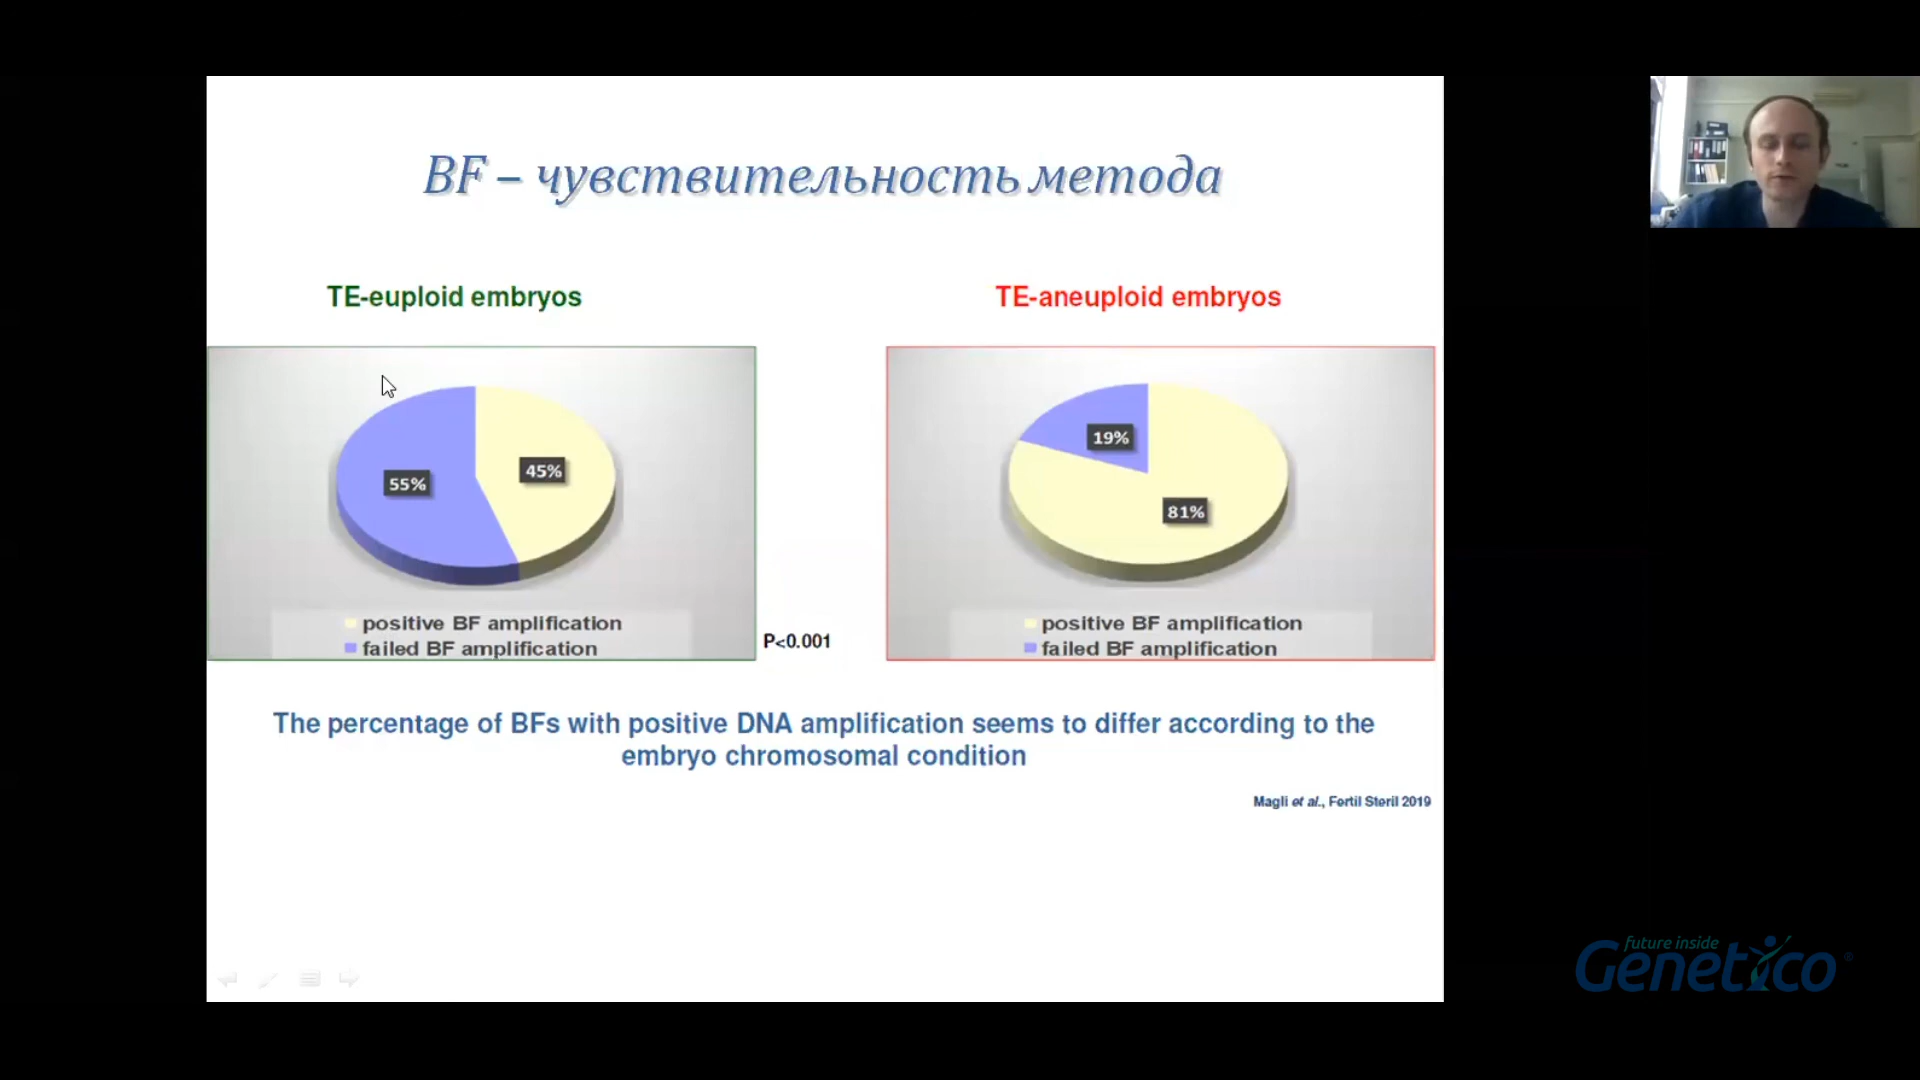 BF – чувствительность метода
TE-euploid embryos
TE-aneuploid embryos
55%
45%
19%
81%
positive BF amplification
failed BF amplification
P<0.001
positive BF amplification
failed BF amplification
The percentage of BFs with positive DNA amplification seems to differ according to the
embryo chromosomal condition
Magli et al., Fertil Steril 2019
future inside
Genetico®